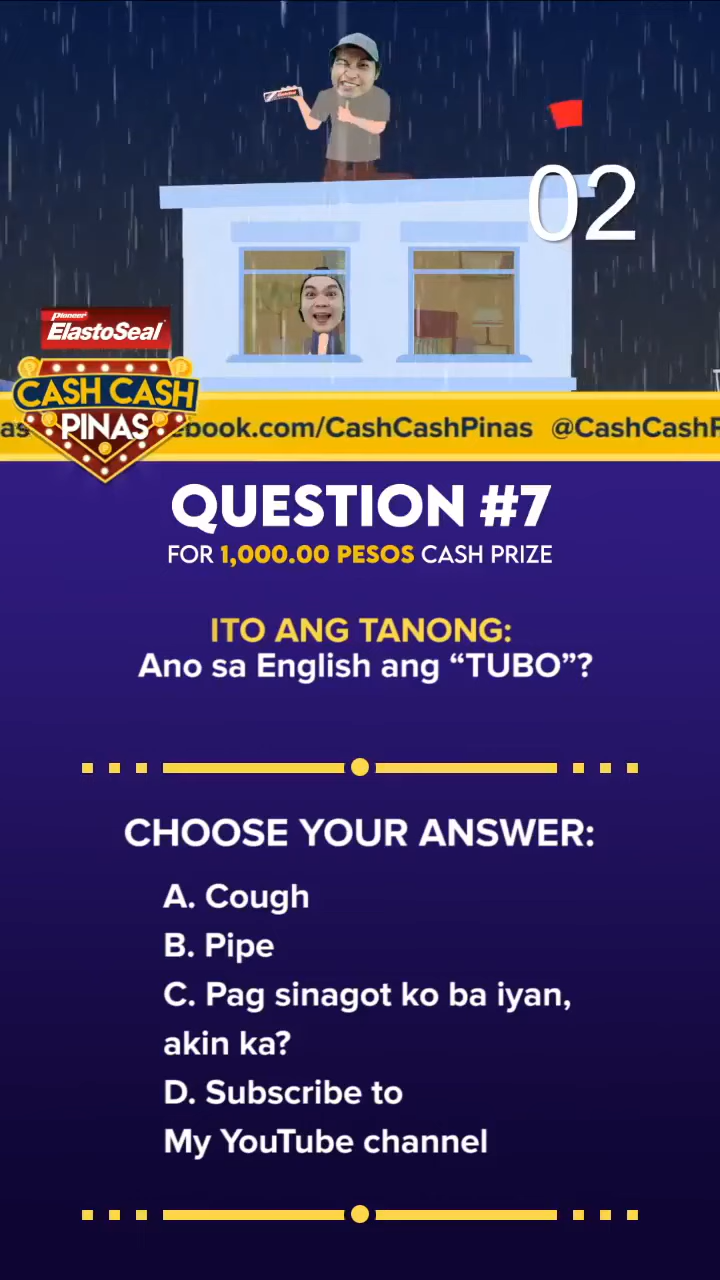 02
Pioneer
ElastoSeal
CASH CASH
PINAS
ebook.com/CashCashPinas @CashCash
QUESTION #7
FOR 1,000.00 PESOS CASH PRIZE
ITO ANG TANONG:
Ano sa English ang “TUBO”?
CHOOSE YOUR ANSWER:
A. Cough
B. Pipe
C. Pag sinagot ko ba iyan,
akin ka?
D. Subscribe to
My YouTube channel